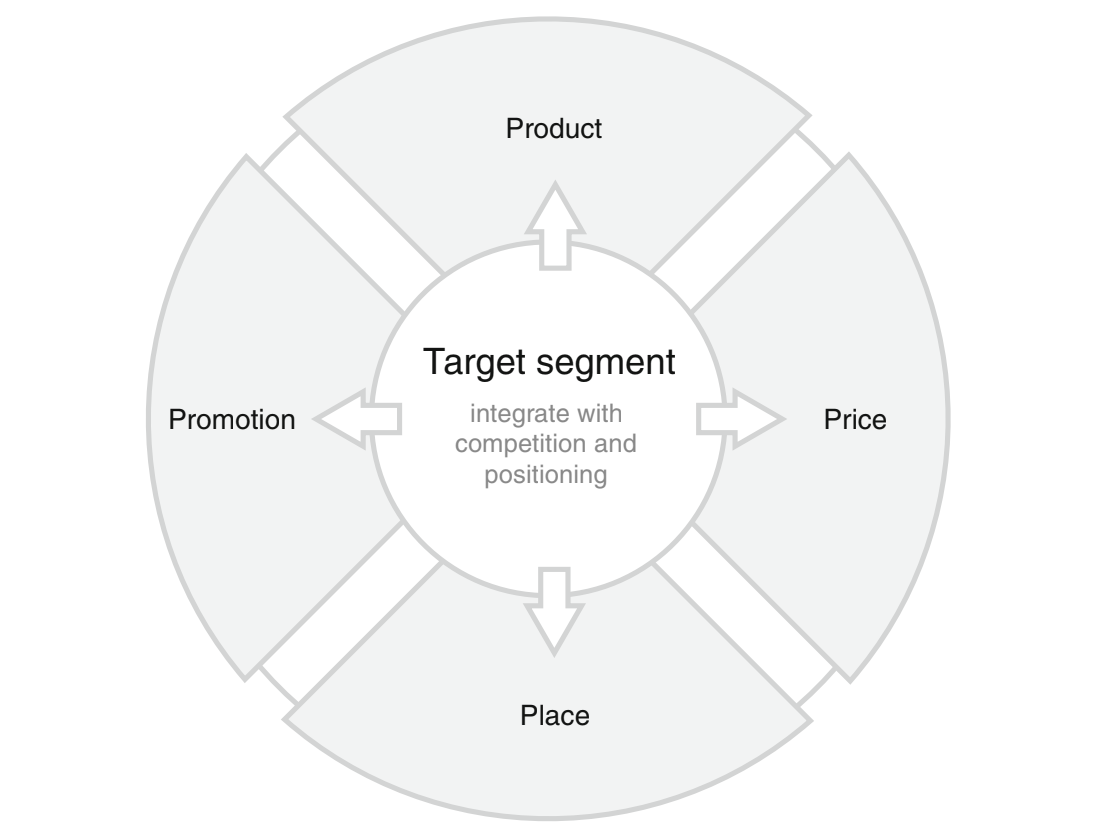 Product
Target segment
integrate with
competition and
positioning
Promotion
Price
Place